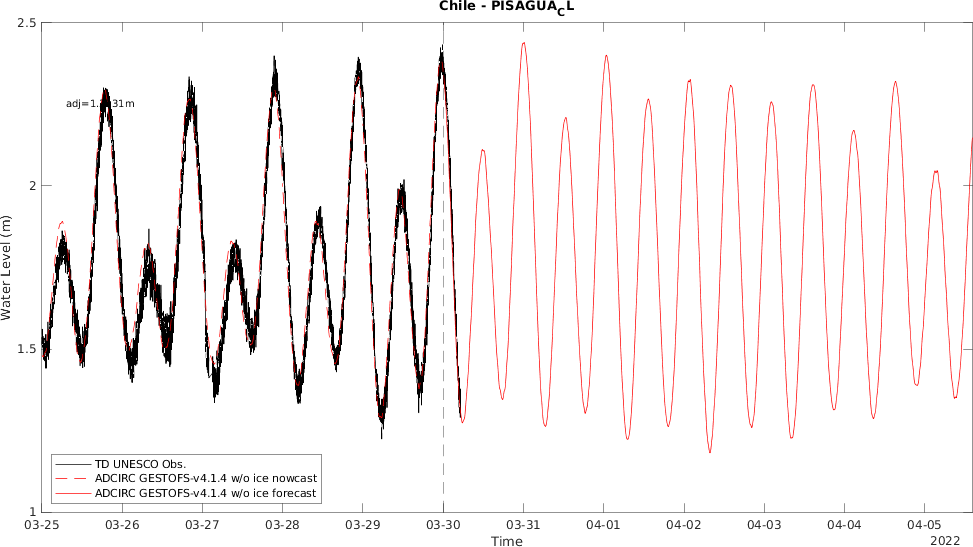 Chile - PISAGUACL
2.5
adj=1. 31m
2
Water Level (m)
1.5
TD UNESCO Obs.
ADCIRC GESTOFS-v4.1.4 w/o ice nowcast
ADCIRC GESTOFS-v4.1.4 w/o ice forecast
1
03-25 03-26 03-27 03-28 03-29 03-30 03-31 04-01 04-02 04-03 04-04 04-05
Time 2022